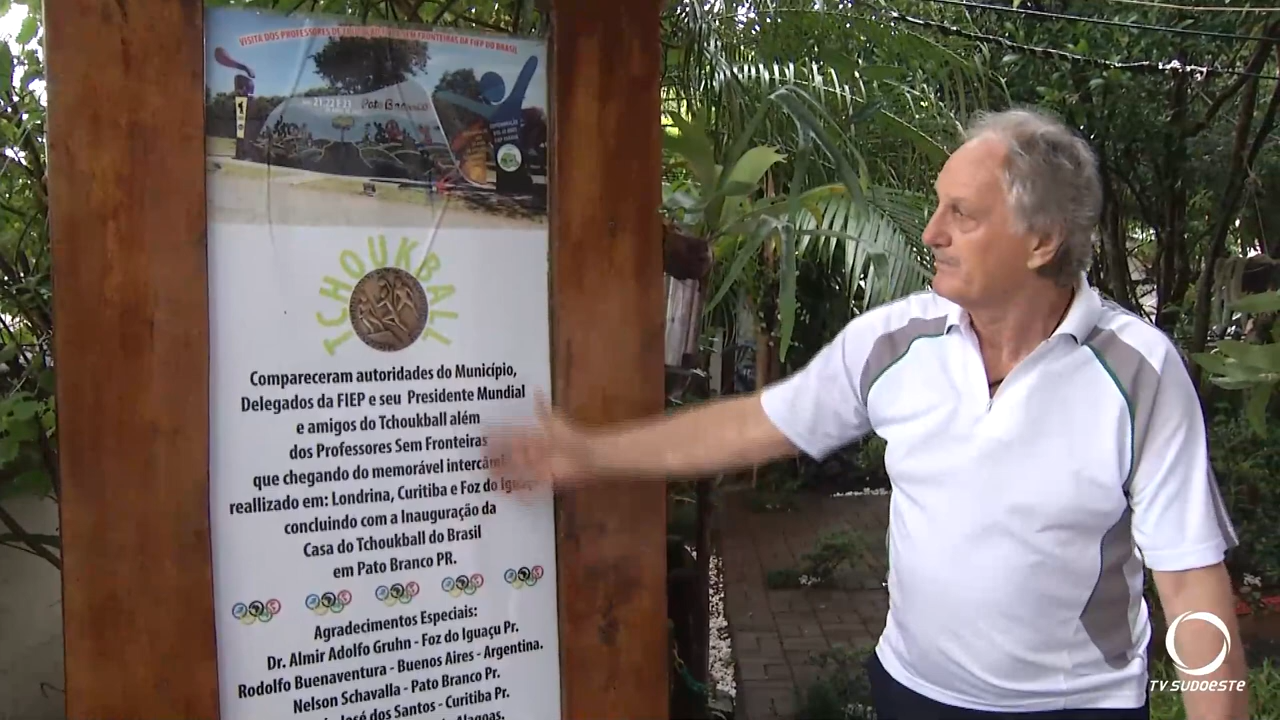 VISITA DOS PROFESSORES DE SEM FRONTEIRAS DA FIEP DO BRASIL
Pato Branco
TCHOUKBALL
Compareceram autoridades do Município,
Delegados da FIEP e seu Presidente Mundial
e amigos do Tchoukball além
dos Professores Sem Fronteiras
que chegando do memorável
reallizado em: Londrina, Curitiba e Foz do
concluindo com a Inauguração da
Casa do Tchoukball do Brasil
em Pato Branco PR.
Agradecimentos Especiais:
Dr. Almir Adolfo Gruhn - Foz do Iguaçu Pr.
Rodolfo Buenaventura - Buenos Aires - Argentina.
Nelson Schavalla - Pato Branco Pr.
José dos Santos - Curitiba Pr.
Alagoas.
TV SUDOESTE